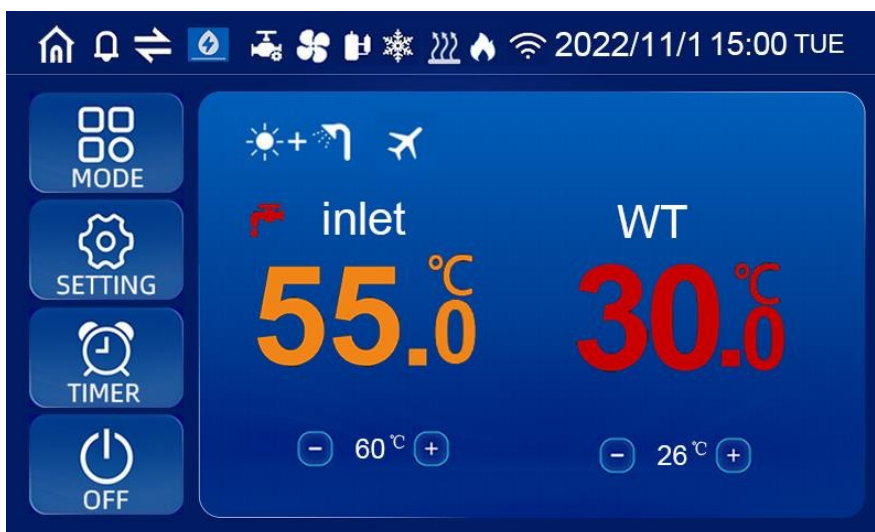 2022/11/1 15:00 TUE
MODE
SETTING
TIMER
OFF
inlet WT
55.0℃ 30.0℃
- 60℃ + - 26℃ +